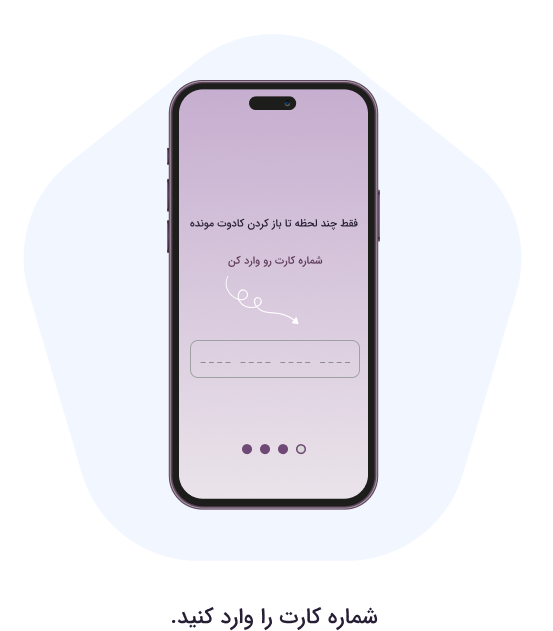 فقط چند لحظه تا باز کردن کادوت مونده
شماره کارت رو وارد کن
---- ---- ---- ----
شماره کارت را وارد کنید.